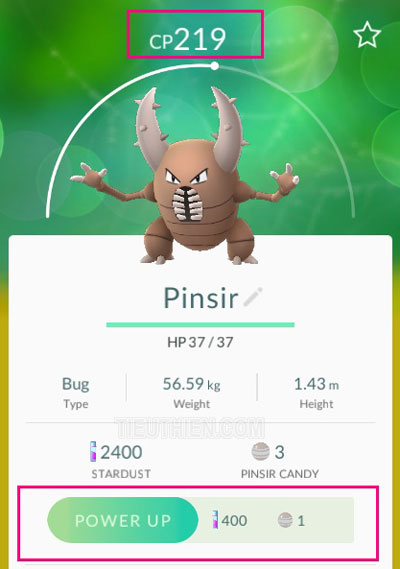 CP219
Pinsir
HP 37 / 37
Bug 56.59 kg 1.43 m
Type Weight Height
TIEUTHIEN.COM
2400 3
STARDUST PINSIR CANDY
POWER UP 400 1